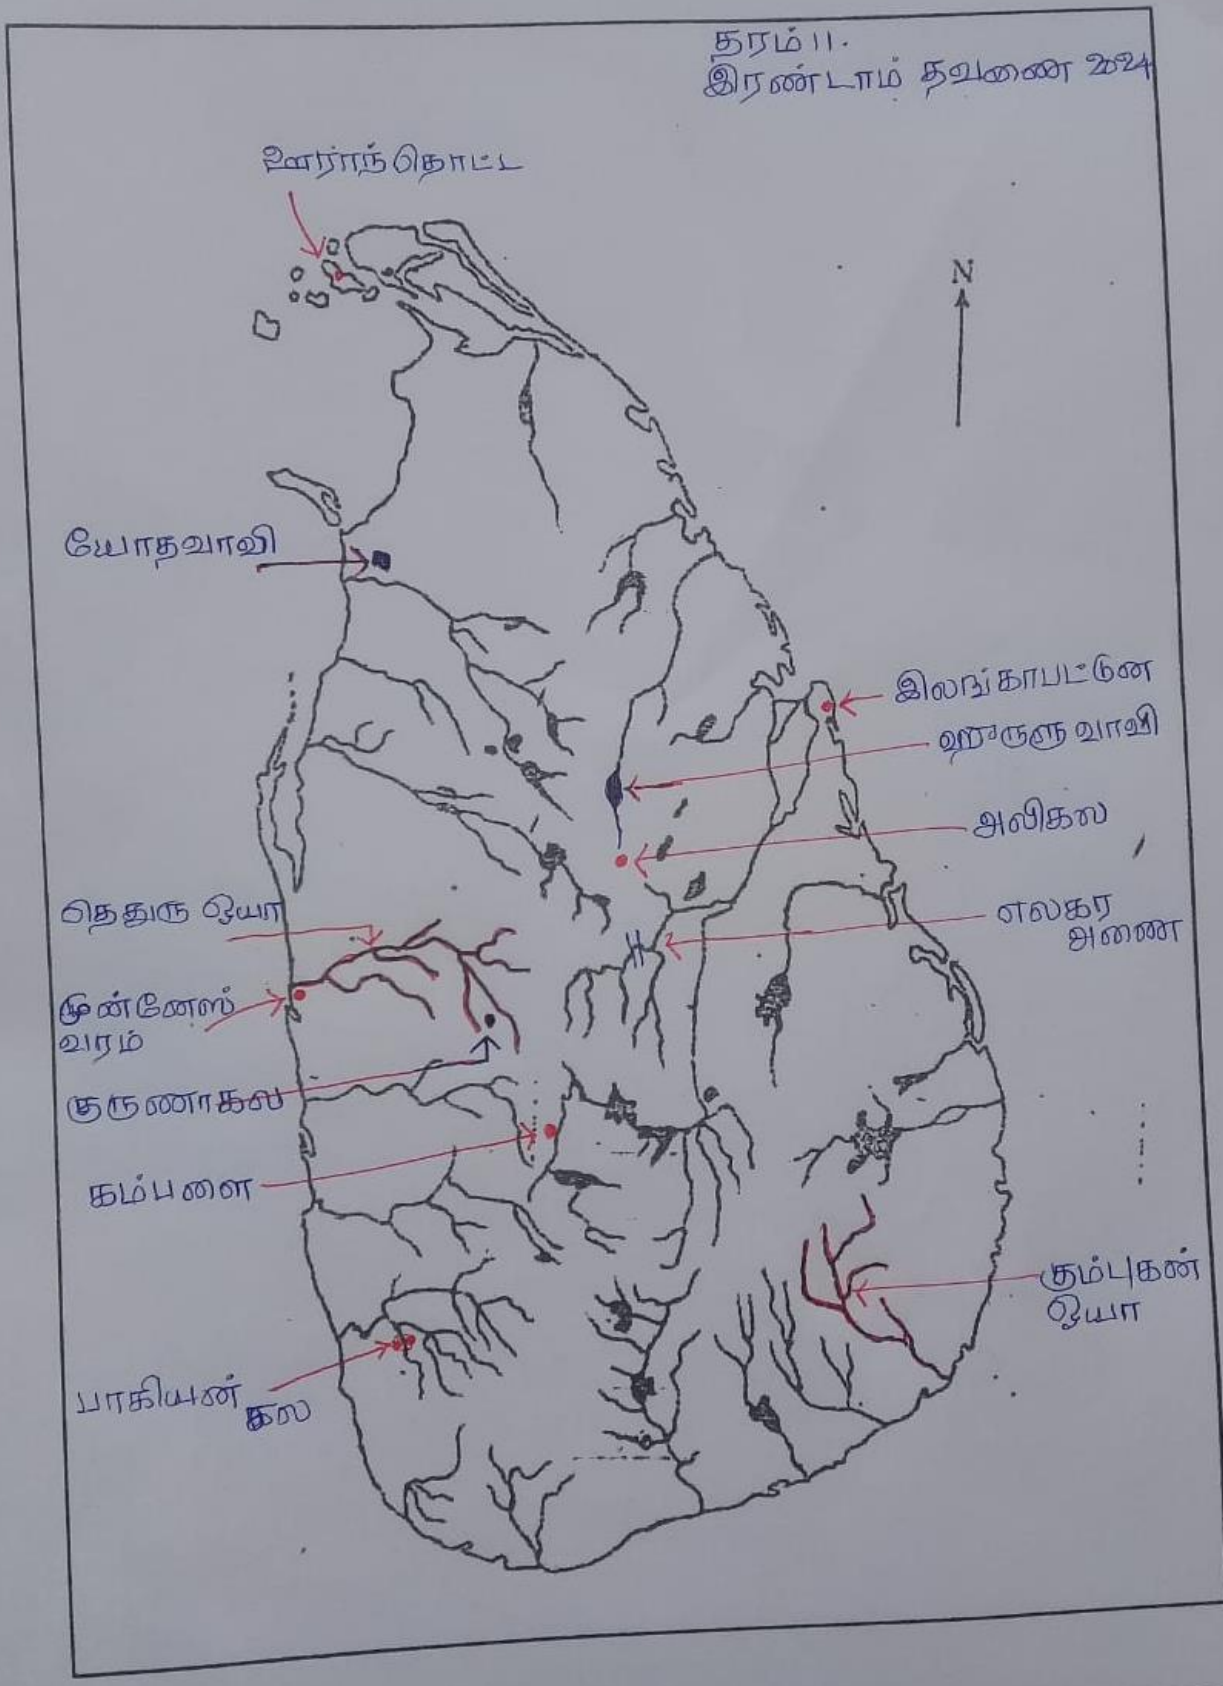 தரம் 11.
இரண்டாம் தவணை 2024
ஊராந்தொட்ட
N
யோதவாவி
இலங்காபட்டுன
ஹுருளு வாவி
அலிகல
தெதுரு ஓயா
எலகர
அணை
முன்னேஸ்
வரம்
குருணாகல
கம்பளை
கும்புகன்
ஓயா
பாகியன்
கல